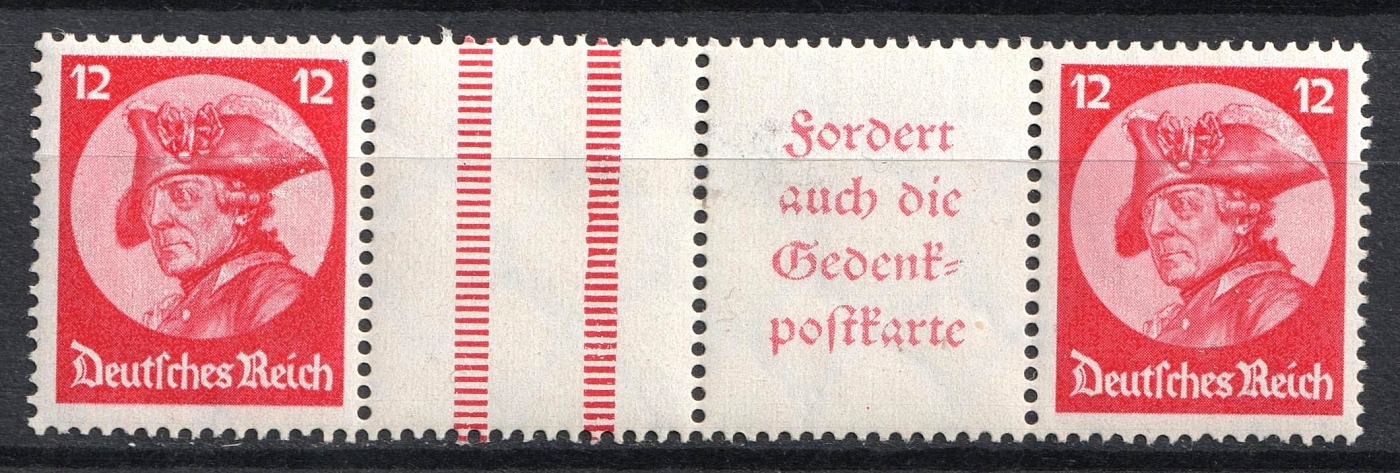 12 12
Deutſches Reich
Fordert
auch die
Gedenk=
poſtkarte
12 12
Deutſches Reich